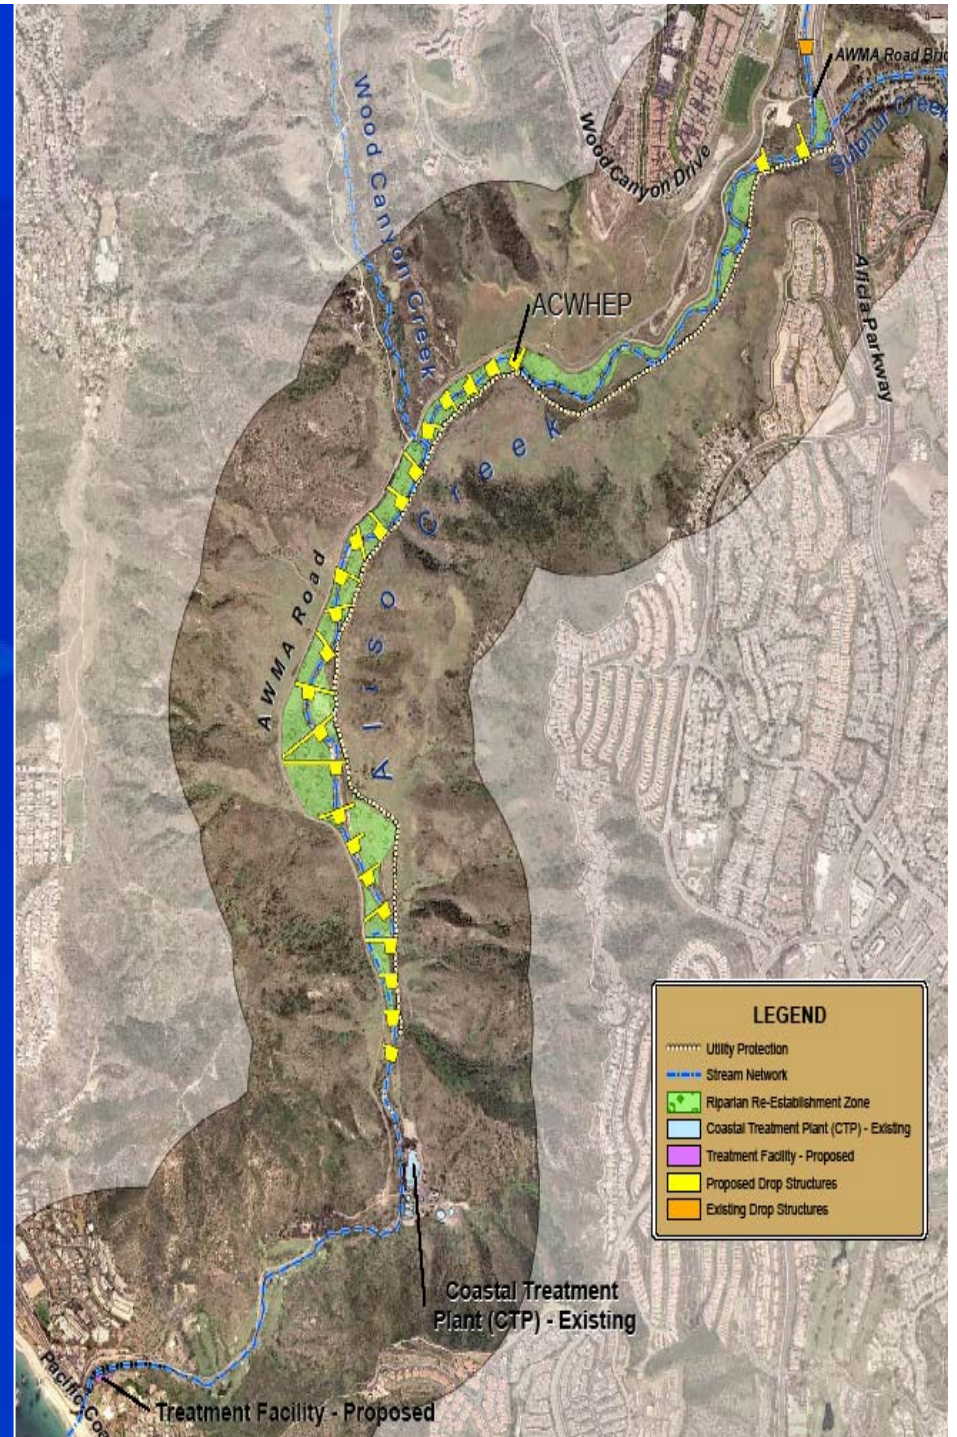 AWMA Road Bri
Sulphur Creek
Wood Canyon Drive
Wood Canyon Creek
Alicia Parkway
ACWHEP
Aliso Creek
AWMA Road
LEGEND
Utility Protection
Stream Network
Riparian Re-Establishment Zone
Coastal Treatment Plant (CTP) - Existing
Treatment Facility - Proposed
Proposed Drop Structures
Existing Drop Structures
Coastal Treatment
Plant (CTP) - Existing
Pacific Coa
Treatment Facility - Proposed